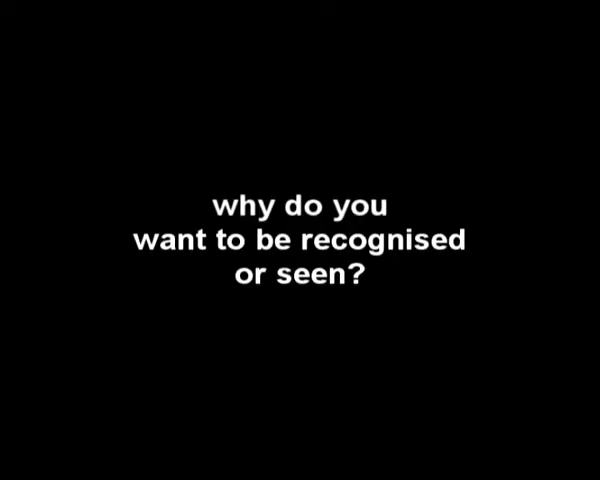 why do you
want to be recognised
or seen?